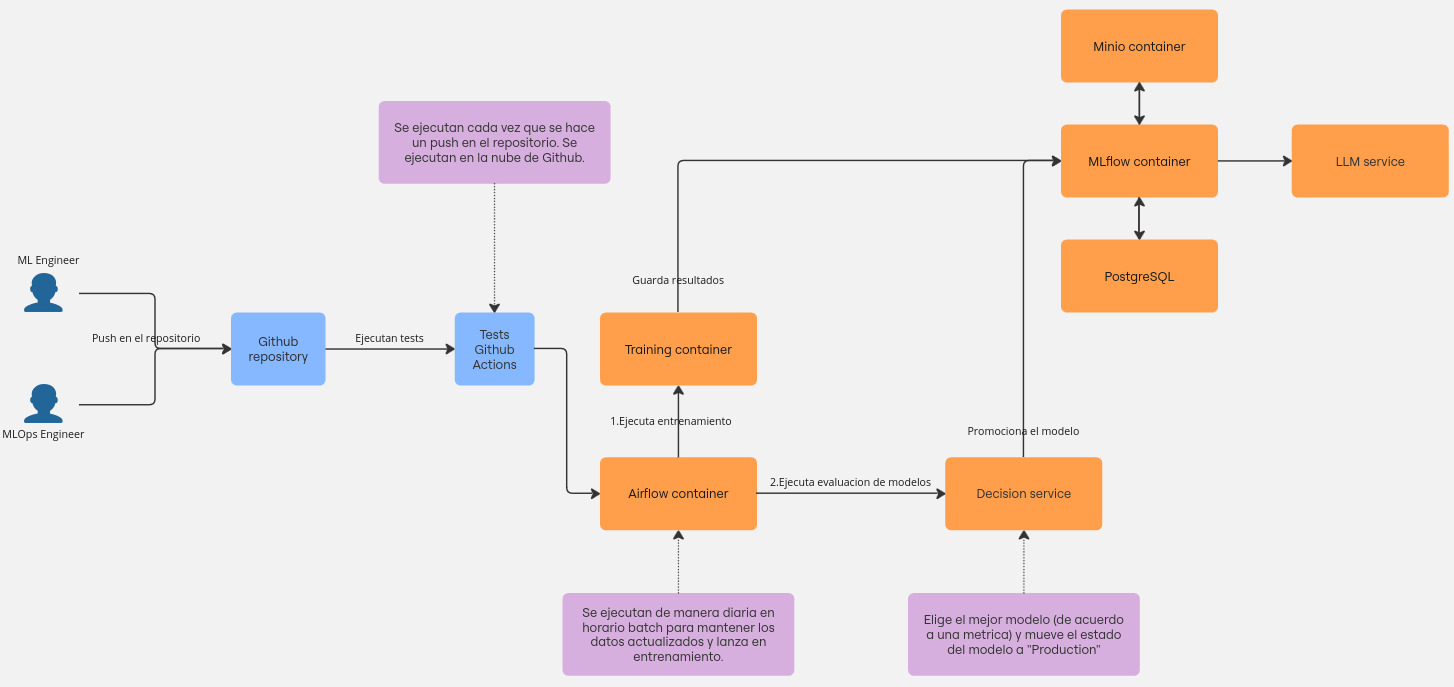 Minio container
Se ejecutan cada vez que se hace
un push en el repositorio. Se
ejecutan en la nube de Github.
MLflow container
LLM service
ML Engineer
Guarda resultados
PostgreSQL
Push en el repositorio
Github
repository
Ejecutan tests
Tests
Github
Actions
Training container
MLOps Engineer
1.Ejecuta entrenamiento
Promociona el modelo
Airflow container
2.Ejecuta evaluacion de modelos
Decision service
Se ejecutan de manera diaria en
horario batch para mantener los
datos actualizados y lanza en
entrenamiento.
Elige el mejor modelo (de acuerdo
a una metrica) y mueve el estado
del modelo a "Production"